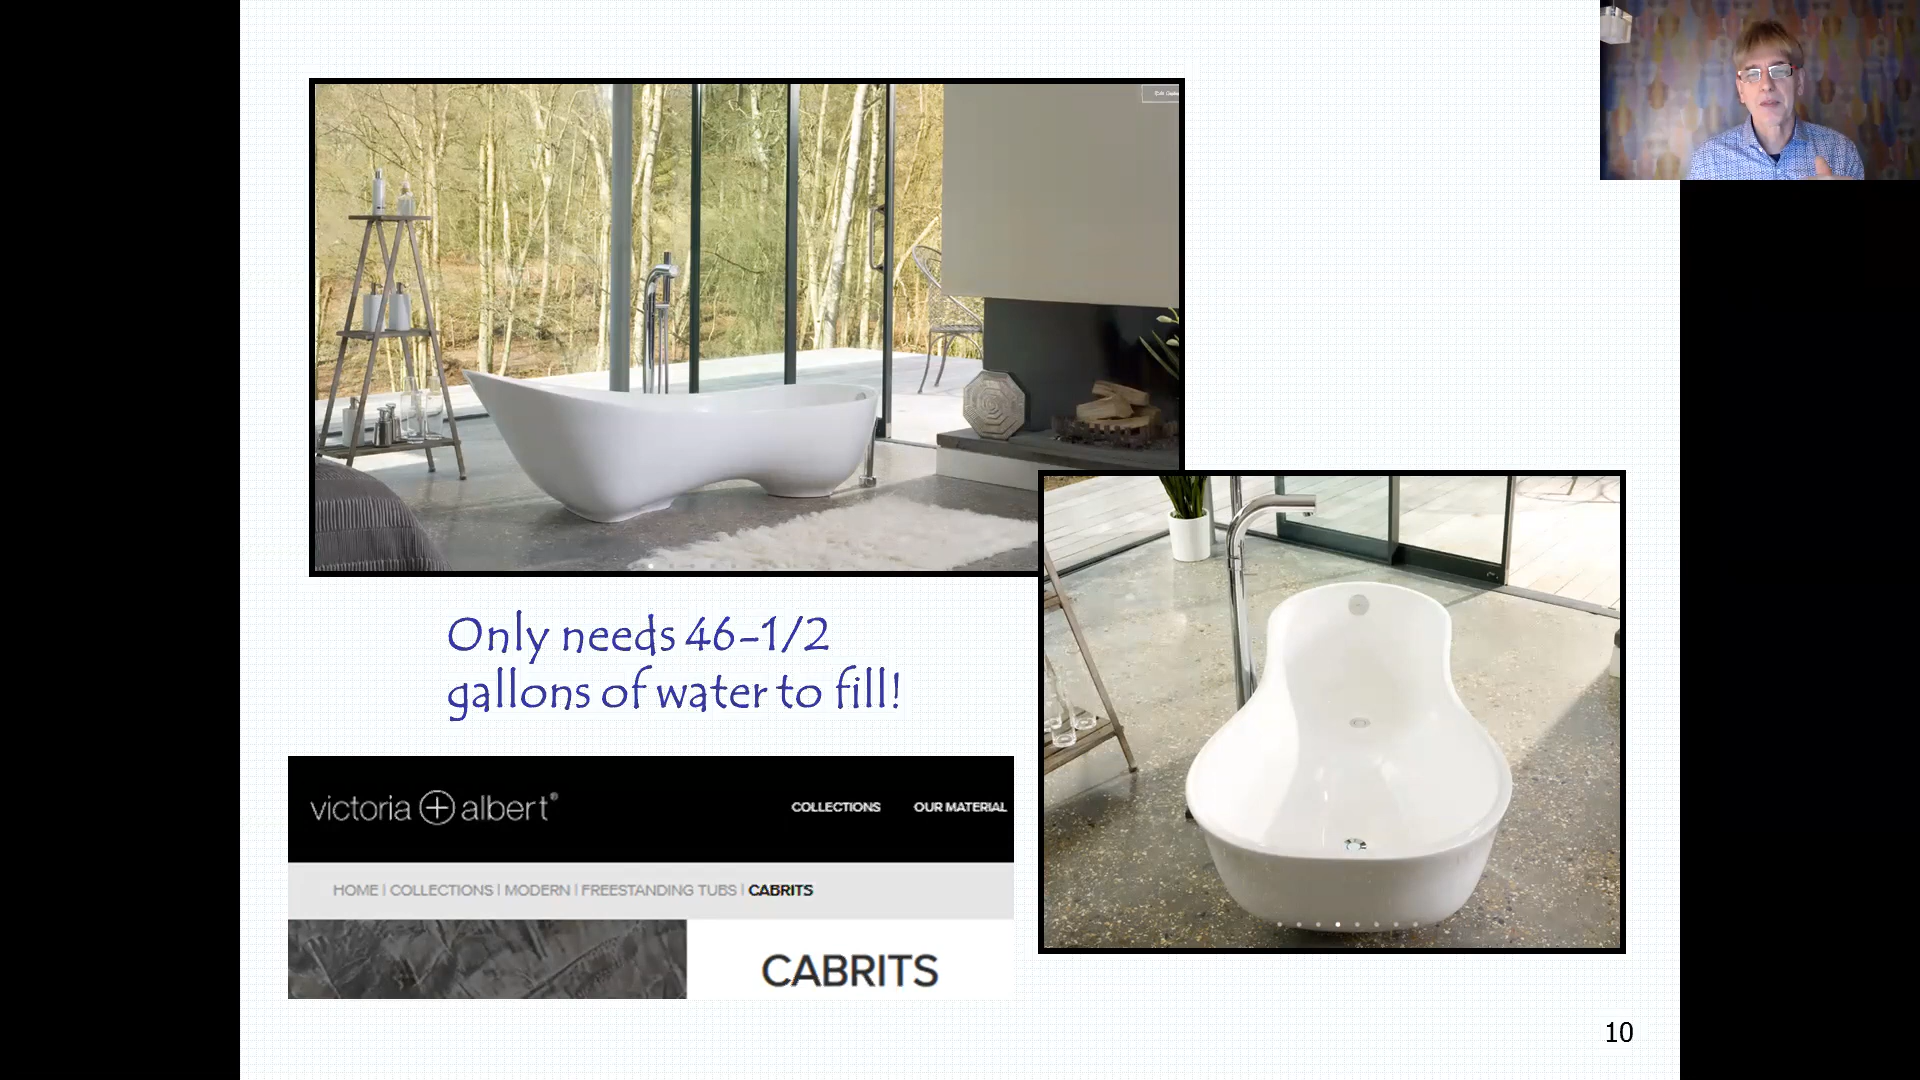 Only needs 46-1/2
gallons of water to fill!
victoria + albert®
COLLECTIONS OUR MATERIAL
HOME | COLLECTIONS | MODERN | FREESTANDING TUBS | CABRITS
CABRITS
10